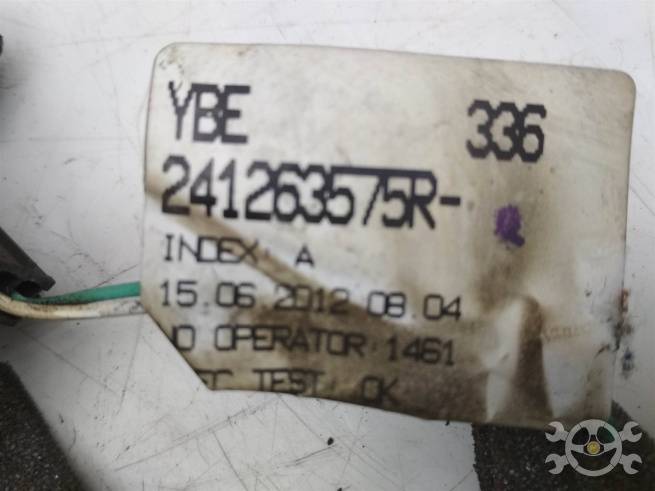 YBE 336
241263575R-
INDEX: A
15.06.2012 08.04
OPERATOR:1461
TEST: OK